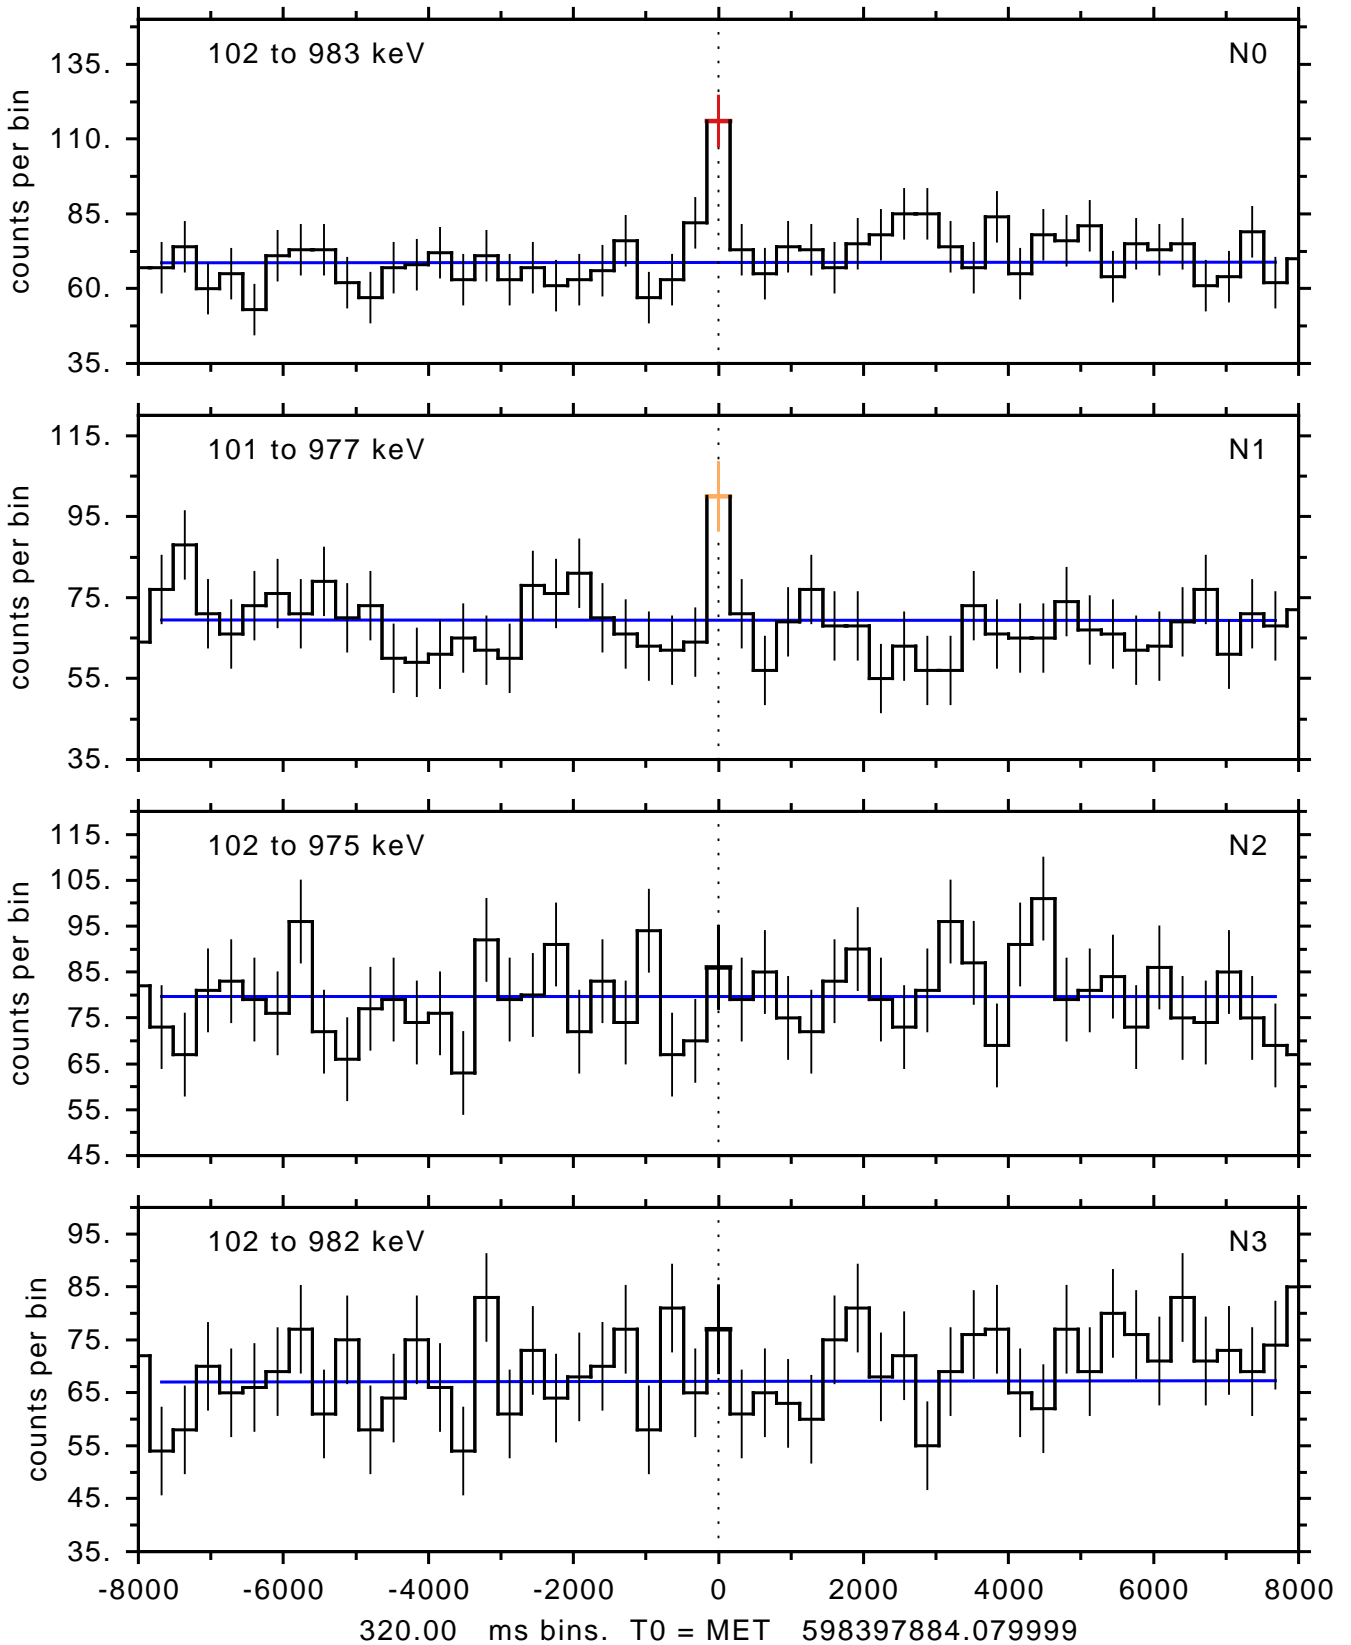 102 to 983 keV N0
135.
110.
85.
60.
35.
counts per bin
101 to 977 keV N1
115.
95.
75.
55.
35.
counts per bin
102 to 975 keV N2
115.
105.
95.
85.
75.
65.
55.
45.
counts per bin
102 to 982 keV N3
95.
85.
75.
65.
55.
45.
35.
counts per bin
-8000 -6000 -4000 -2000 0 2000 4000 6000 8000
320.00 ms bins. T0 = MET 598397884.079999